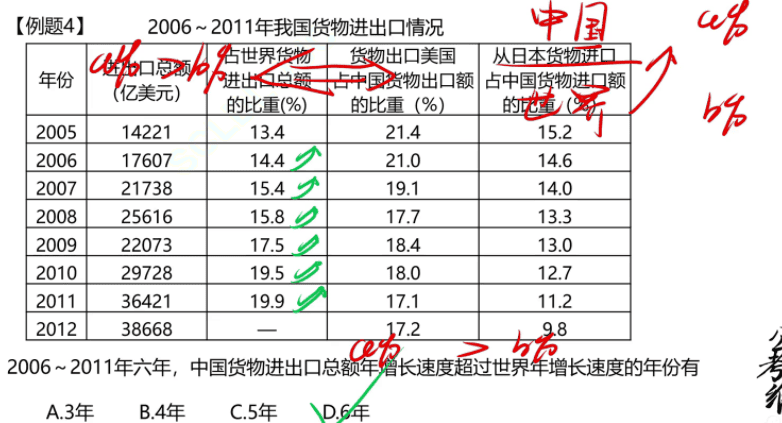 【例题4】 2006～2011年我国货物进出口情况
中国 a%
a% > b%
年份 进出口总额(亿美元) 占世界货物进出口总额的比重(%) 货物出口美国占中国货物出口额的比重（%） 从日本货物进口占中国货物进口额的比重（%）
世界 b%
2005 14221 13.4 21.4 15.2
2006 17607 14.4 21.0 14.6
2007 21738 15.4 19.1 14.0
2008 25616 15.8 17.7 13.3
2009 22073 17.5 18.4 13.0
2010 29728 19.5 18.0 12.7
2011 36421 19.9 17.1 11.2
2012 38668 — 17.2 9.8
a% > b%
2006～2011年六年，中国货物进出口总额年增长速度超过世界年增长速度的年份有
A.3年 B.4年 C.5年 D.6年